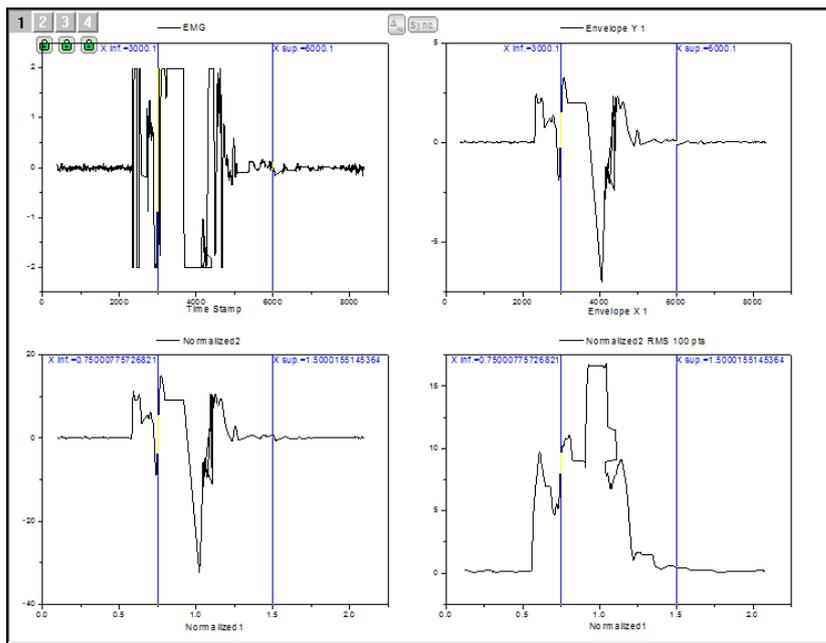 1 2 3 4
EMG
Sync.
Envelope Y 1
X inf.=3000.1
X sup.=6000.1
X inf.=3000.1
X sup.=6000.1
2
1
0
-1
-2
5
0
-5
0 2000 4000 6000 8000
Time Stamp
0 2000 4000 6000 8000
Envelope X 1
Normalized2
Normalized2 RMS 100 pts
X inf.=0.75000775726821
X sup.=1.5000155145364
X inf.=0.75000775726821
X sup.=1.5000155145364
20
0
-20
-40
15
10
5
0
0.0 0.5 1.0 1.5 2.0
Normalized1
0.0 0.5 1.0 1.5 2.0
Normalized1